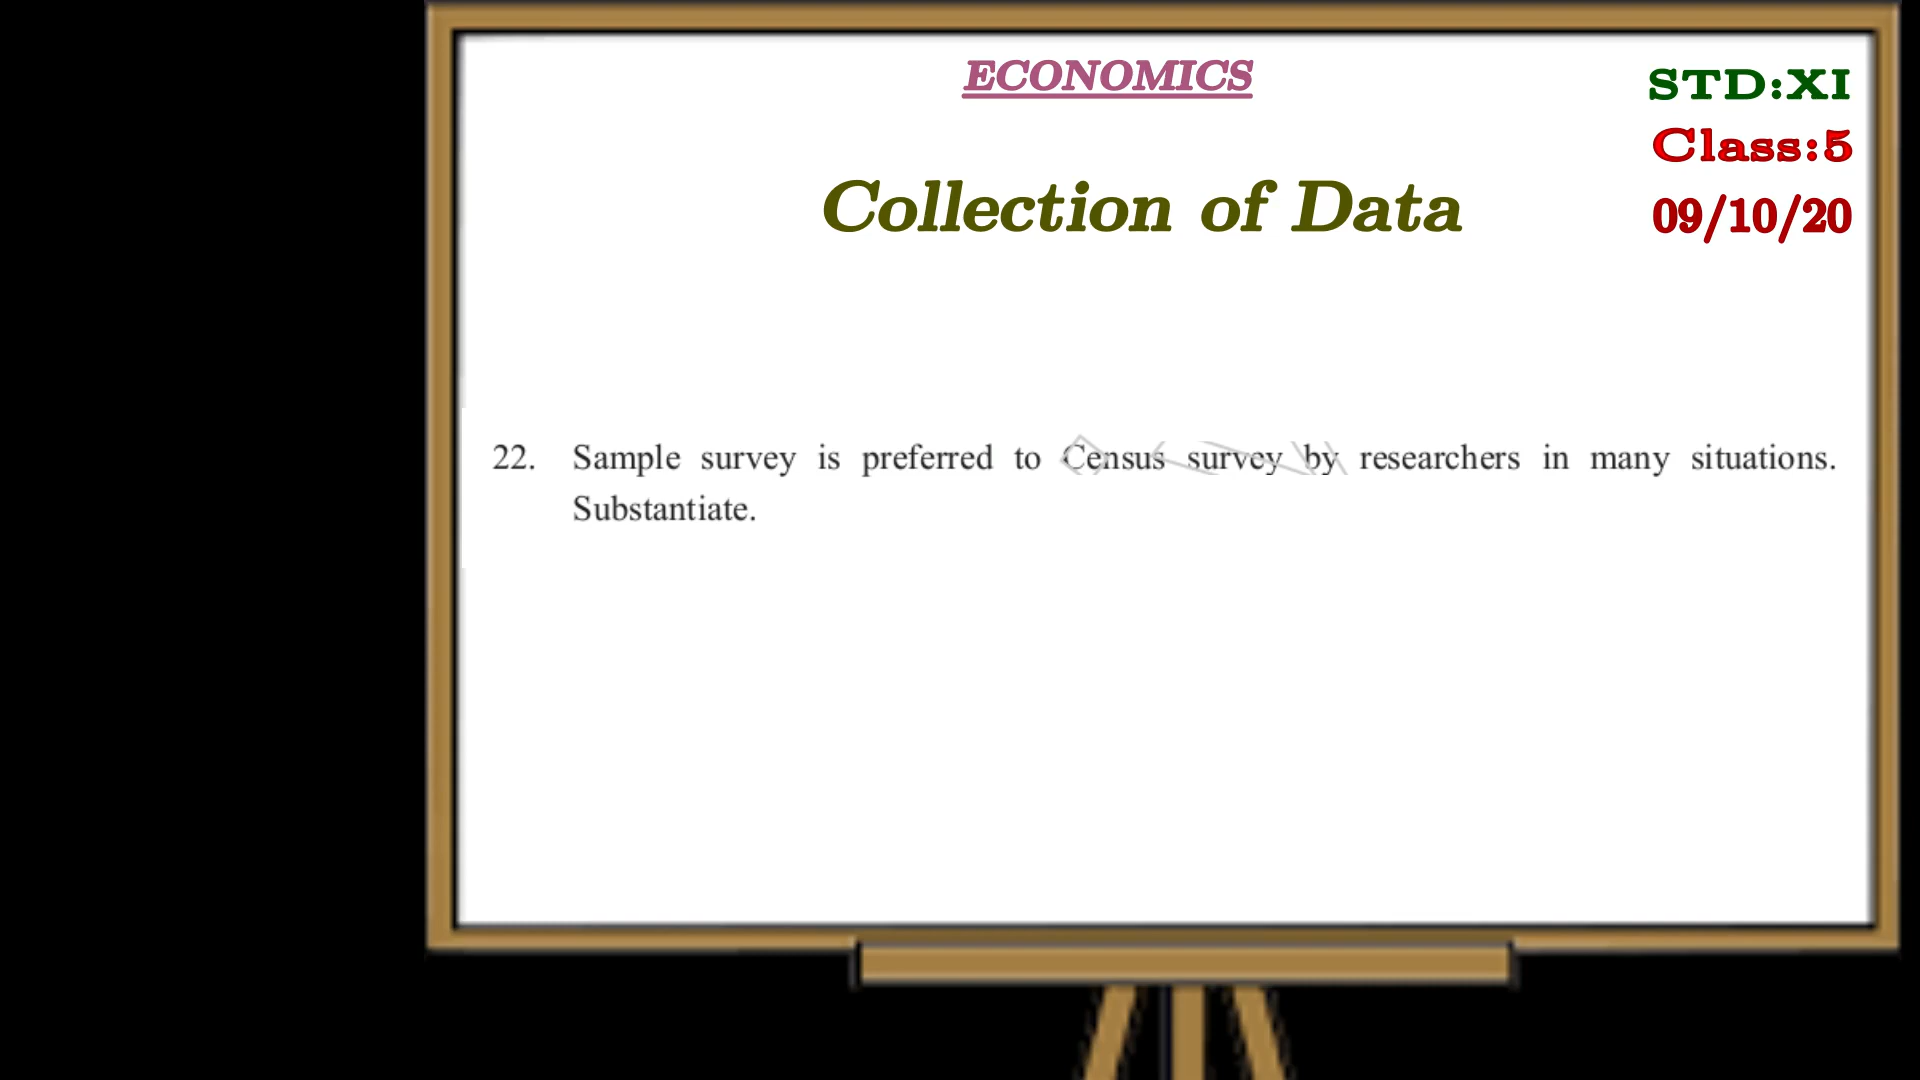 ECONOMICS
STD:XI
Class:5
09/10/20
Collection of Data
22. Sample survey is preferred to Census survey by researchers in many situations.
Substantiate.